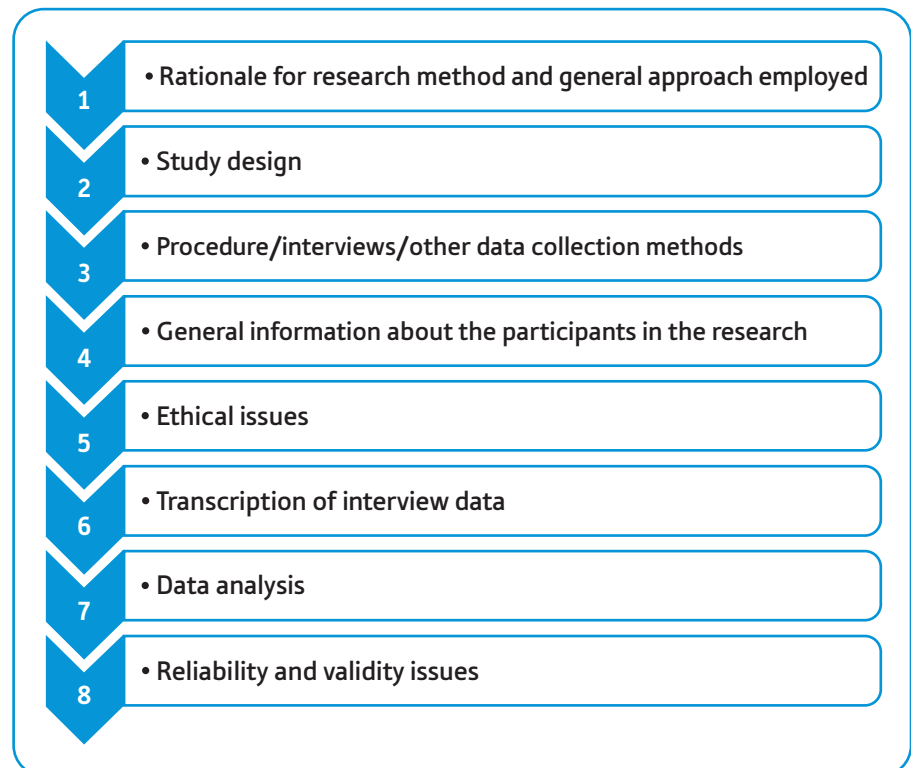 1
• Rationale for research method and general approach employed
2
• Study design
3
• Procedure/interviews/other data collection methods
4
• General information about the participants in the research
5
• Ethical issues
6
• Transcription of interview data
7
• Data analysis
8
• Reliability and validity issues